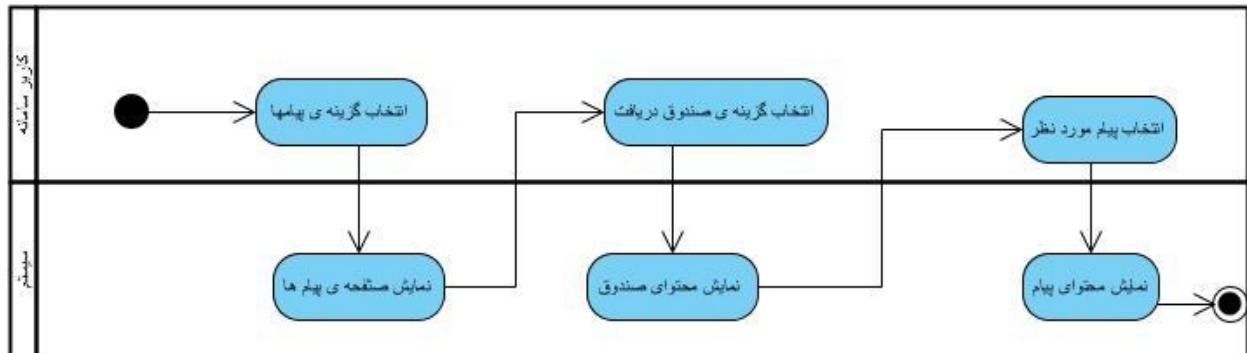 کاربر سامانه
انتخاب گزینه ی پیامها
انتخاب گزینه ی صندوق دریافت
انتخاب پیام مورد نظر
سیستم
نمایش صفحه ی پیام ها
نمایش محتوای صندوق
نمایش محتوای پیام